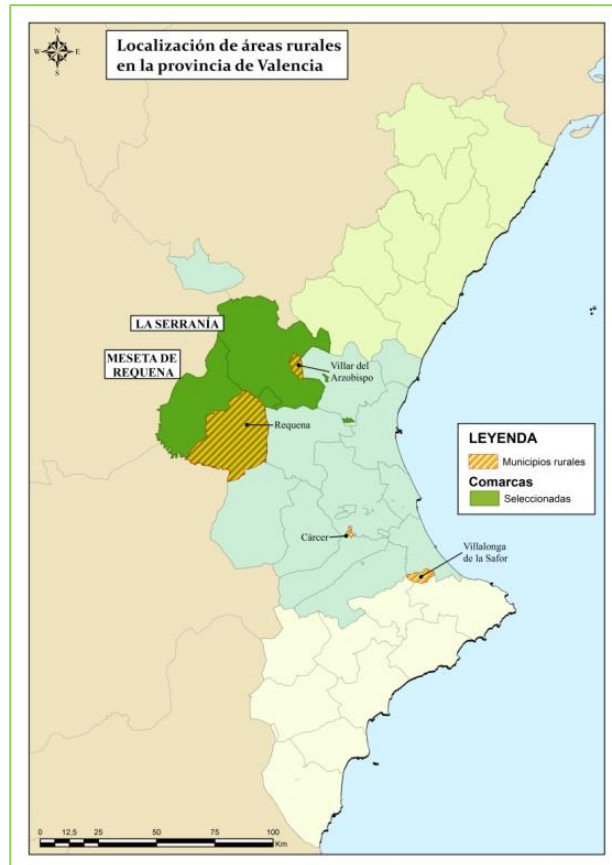 N
W E
S
Localización de áreas rurales
en la provincia de Valencia
LA SERRANÍA
MESETA DE
REQUENA
Villar del
Arzobispo
Requena
LEYENDA
Municipios rurales
Comarcas
Seleccionadas
Cárcer
Villalonga
de la Safor
0 12,5 25 50 75 100
Km